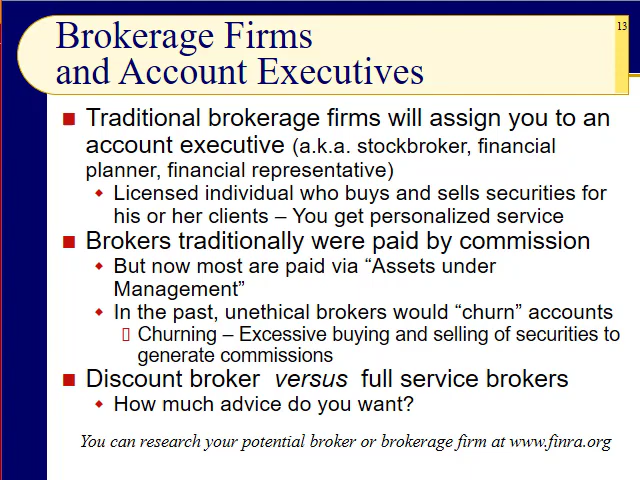 Brokerage Firms
and Account Executives
13
■ Traditional brokerage firms will assign you to an
account executive (a.k.a. stockbroker, financial
planner, financial representative)
◆ Licensed individual who buys and sells securities for
his or her clients – You get personalized service
■ Brokers traditionally were paid by commission
◆ But now most are paid via “Assets under
Management”
◆ In the past, unethical brokers would “churn” accounts
▯ Churning – Excessive buying and selling of securities to
generate commissions
■ Discount broker versus full service brokers
◆ How much advice do you want?
You can research your potential broker or brokerage firm at www.finra.org